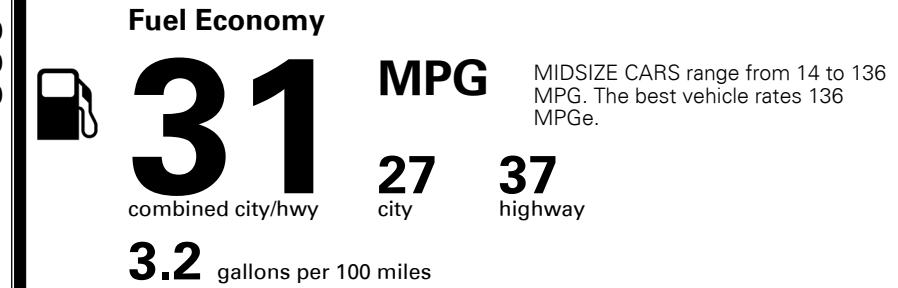 Fuel Economy
31 MPG
MIDSIZE CARS range from 14 to 136
MPG. The best vehicle rates 136
MPGe.
combined city/hwy
27
city
37
highway
3.2 gallons per 100 miles